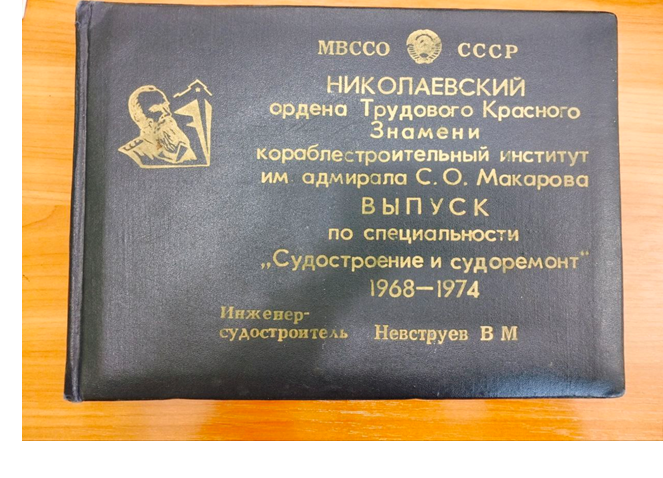 МВССО СССР
НИКОЛАЕВСКИЙ
ордена Трудового Красного
Знамени
кораблестроительный институт
им. адмирала С. О. Макарова
ВЫПУСК
по специальности
„Судостроение и судоремонт“
1968—1974
Инженер-
судостроитель Невструев В М